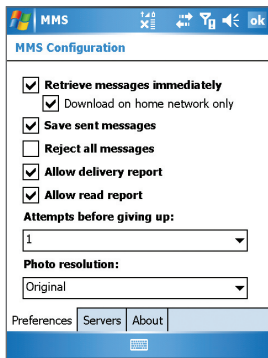 MMS
ok
MMS Configuration
Retrieve messages immediately
Download on home network only
Save sent messages
Reject all messages
Allow delivery report
Allow read report
Attempts before giving up:
1
Photo resolution:
Original
Preferences Servers About